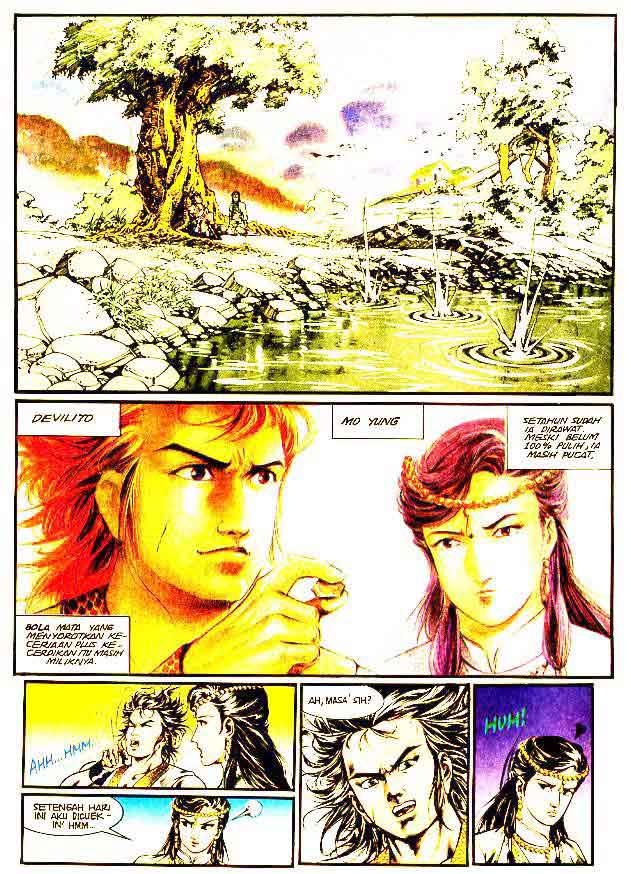 DEVILITO
MO YUNG
SETAHUN SUDAH
IA DIRAWAT.
MESKI BELUM
100% PULIH, IA
MASIH PUCAT.
BOLA MATA YANG
MENYOROTKAN KE-
CERIAAN PLUS KE-
CERDIKAN ITU MASIH
MILIKNYA.
AHH...HMM..
SETENGAH HARI
INI AKU DICUEK-
IN' HMM...
AH, MASA' SIH?
HUH!